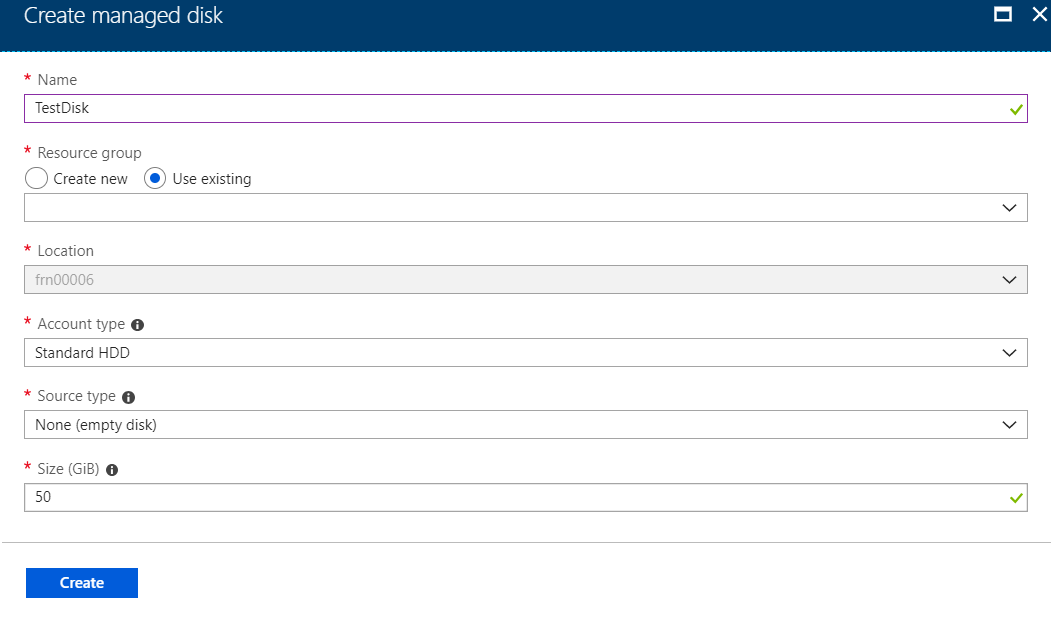 Create managed disk
* Name
TestDisk
* Resource group
Create new Use existing
* Location
frn00006
* Account type
Standard HDD
* Source type
None (empty disk)
* Size (GiB)
50
Create